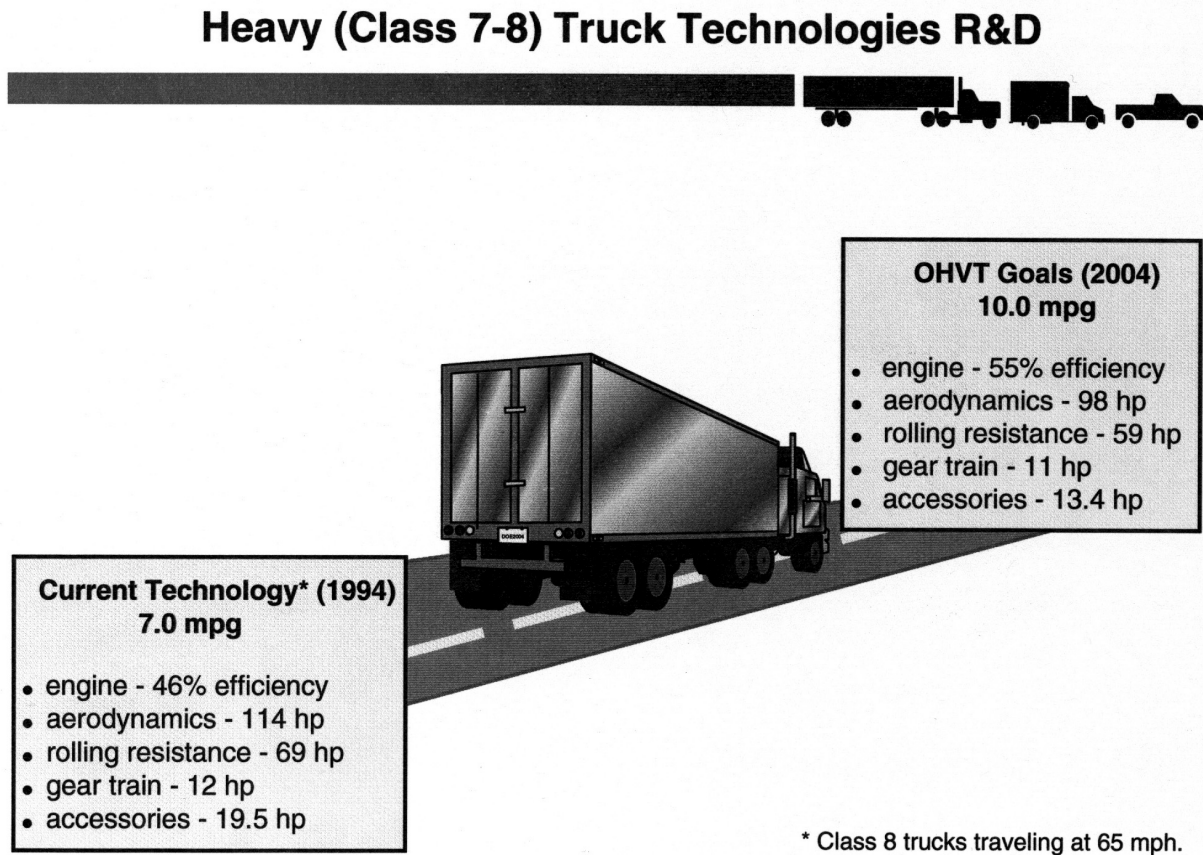 Heavy (Class 7-8) Truck Technologies R&D
OHVT Goals (2004)
10.0 mpg
• engine - 55% efficiency
• aerodynamics - 98 hp
• rolling resistance - 59 hp
• gear train - 11 hp
• accessories - 13.4 hp
DOE2004
Current Technology* (1994)
7.0 mpg
• engine - 46% efficiency
• aerodynamics - 114 hp
• rolling resistance - 69 hp
• gear train - 12 hp
• accessories - 19.5 hp
* Class 8 trucks traveling at 65 mph.